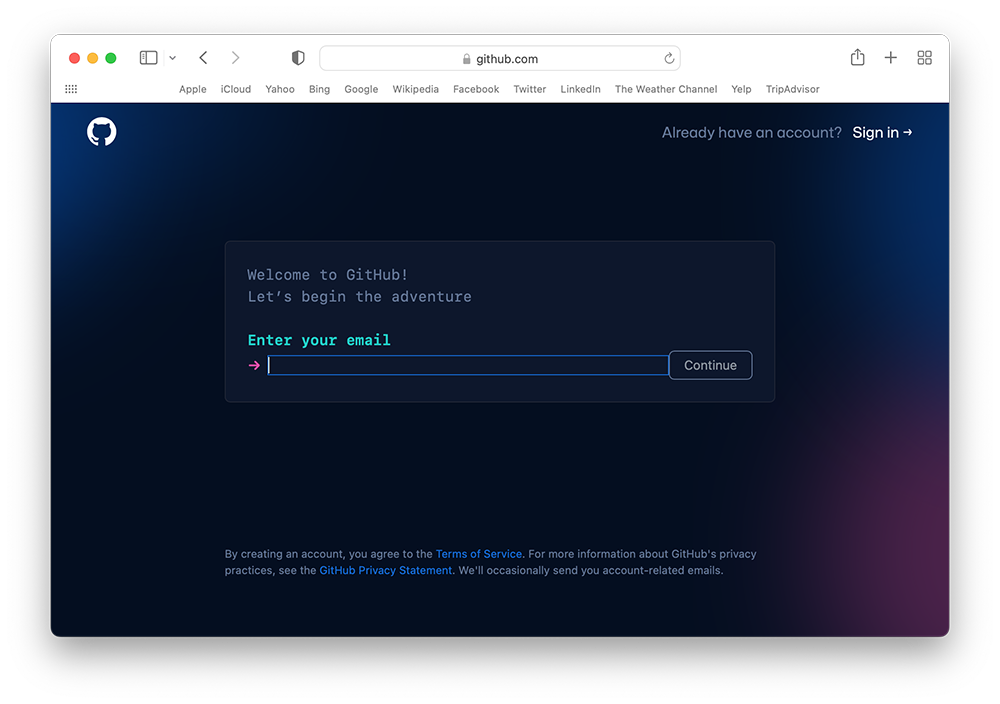 github.com
Apple iCloud Yahoo Bing Google Wikipedia Facebook Twitter LinkedIn The Weather Channel Yelp TripAdvisor
Already have an account? Sign in →
Welcome to GitHub!
Let's begin the adventure
Enter your email
→ Continue
By creating an account, you agree to the Terms of Service. For more information about GitHub's privacy
practices, see the GitHub Privacy Statement. We'll occasionally send you account-related emails.